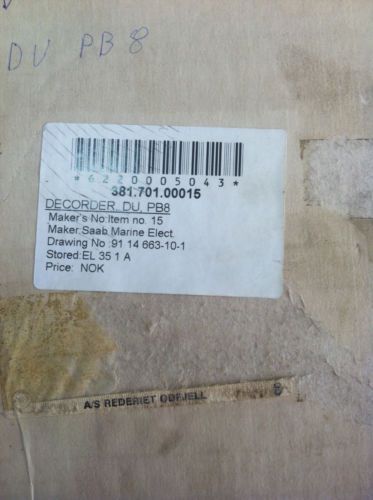 DU PB 8
*6220005043*
381.701.00015
DECORDER, DU, PB8
Maker's No:Item no. 15
Maker:Saab Marine Elect.
Drawing No :91 14 663-10-1
Stored:EL 35 1 A
Price: NOK
A/S REDERIET ODFJELL